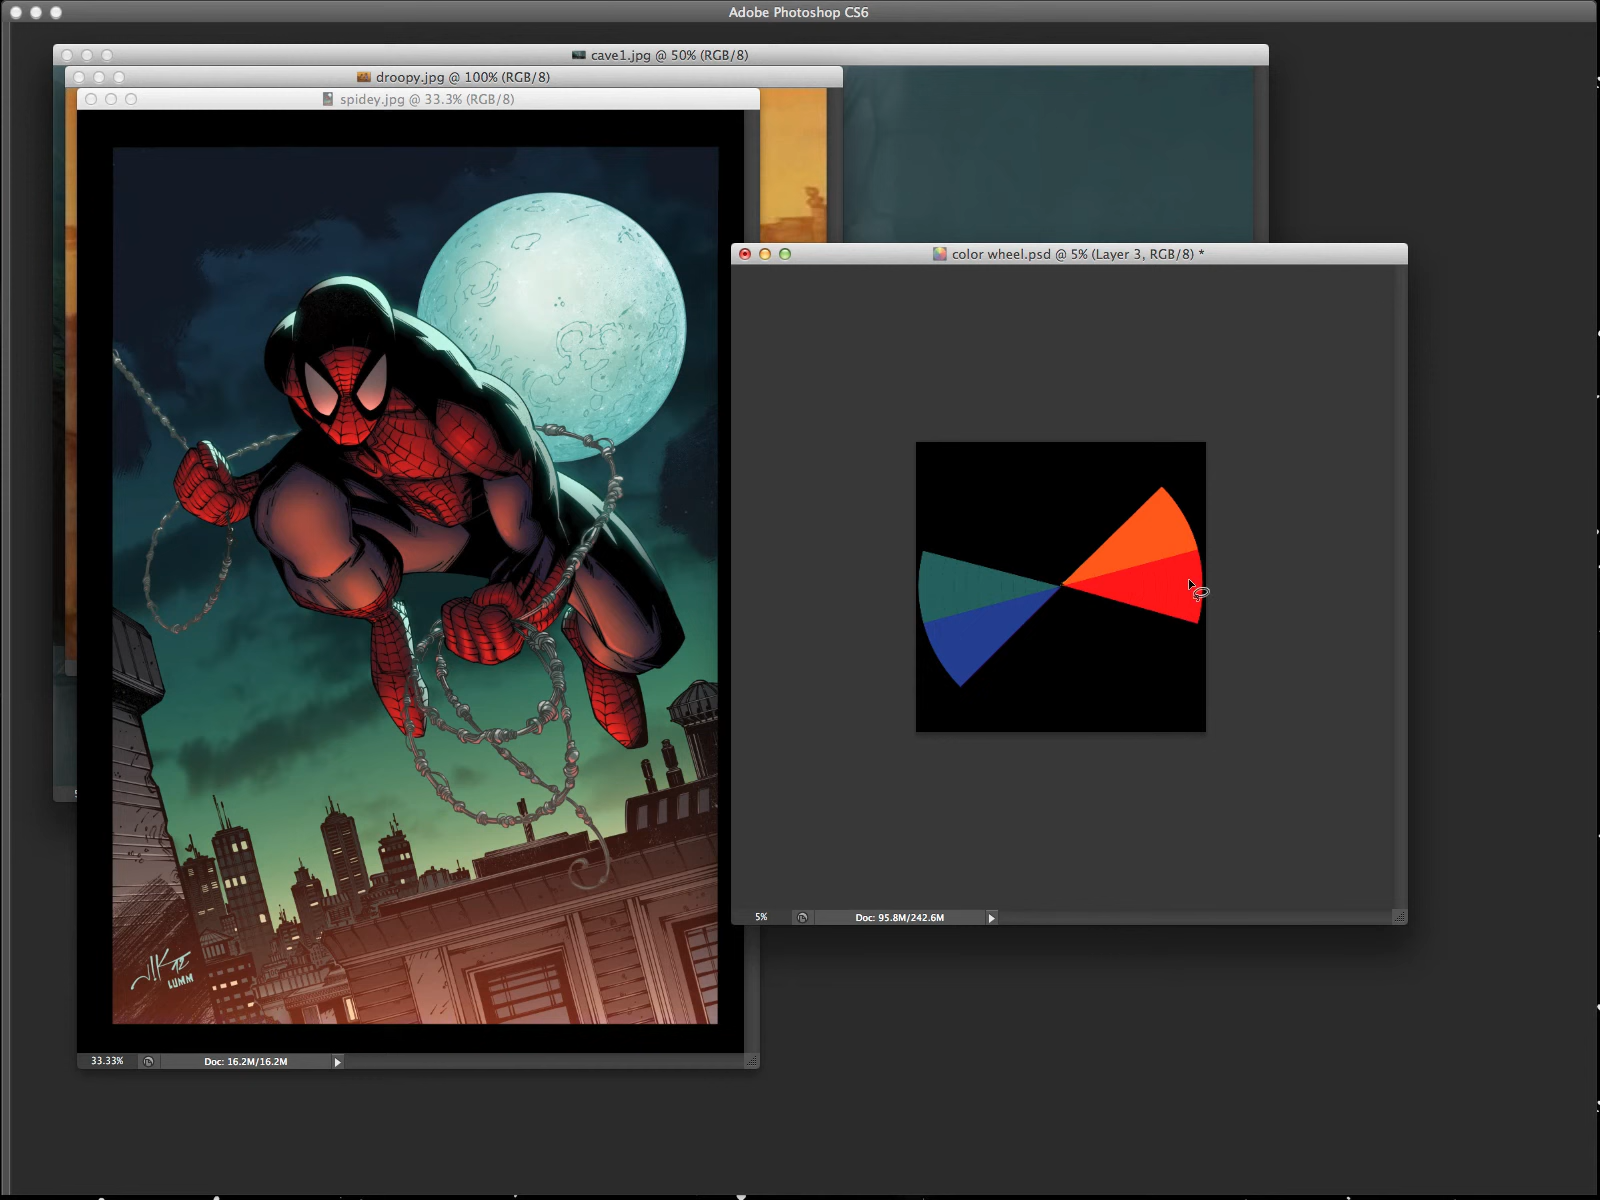 Adobe Photoshop CS6
cave1.jpg @ 50% (RGB/8)
droopy.jpg @ 100% (RGB/8)
spidey.jpg @ 33.3% (RGB/8)
color wheel.psd @ 5% (Layer 3, RGB/8) *
5%
Doc: 95.8M/242.6M
12
LUMM
33.33%
Doc: 16.2M/16.2M